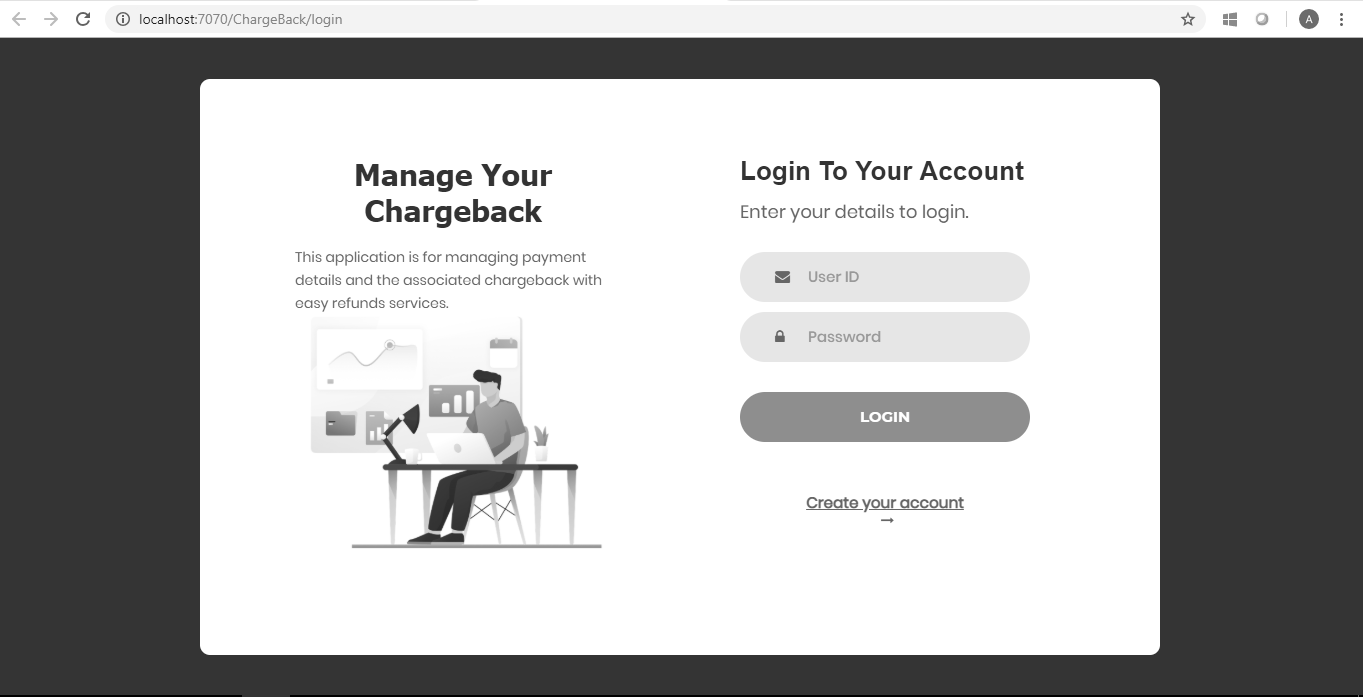 localhost:7070/ChargeBack/login
A
Manage Your
Chargeback
This application is for managing payment
details and the associated chargeback with
easy refunds services.
Login To Your Account
Enter your details to login.
User ID
Password
LOGIN
Create your account
→